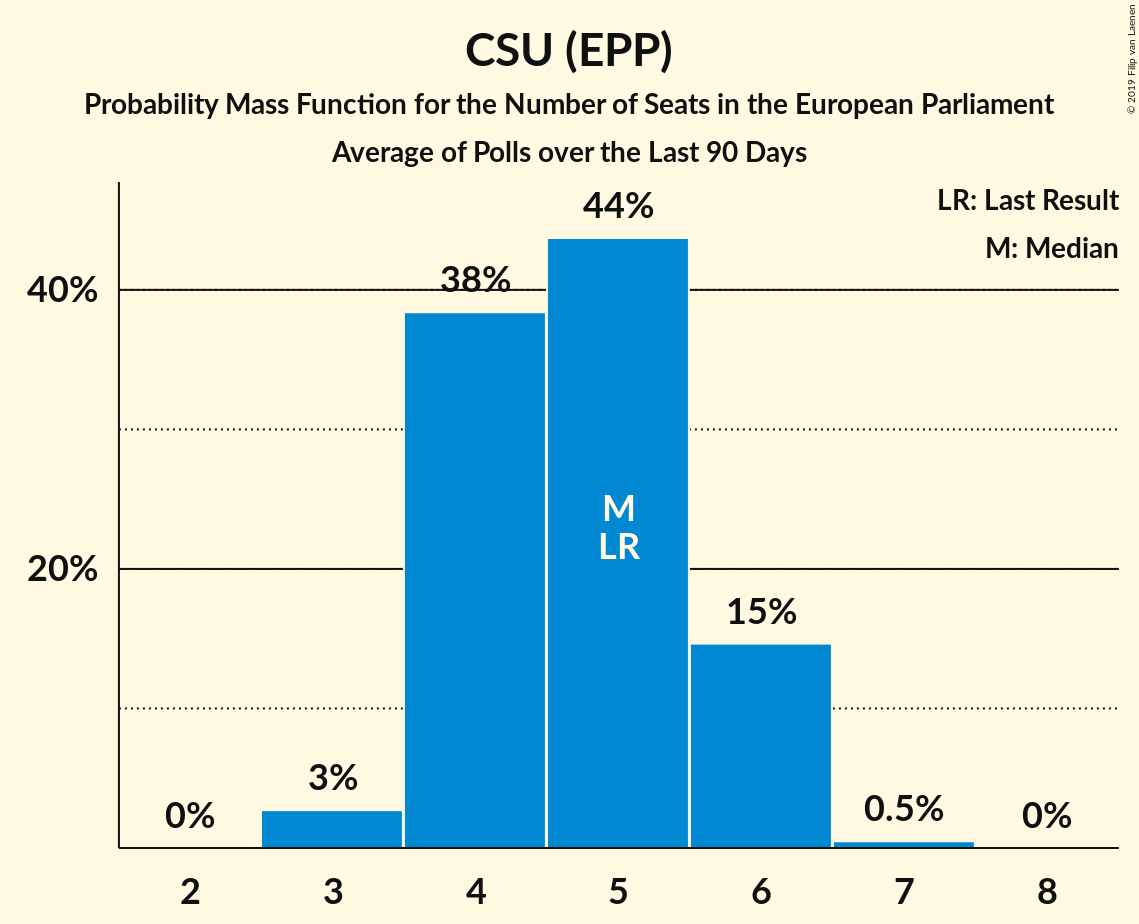 CSU (EPP)
Probability Mass Function for the Number of Seats in the European Parliament
Average of Polls over the Last 90 Days
© 2019 Filip van Laenen
LR: Last Result
M: Median
44%
38%
40%
M
LR
20%
15%
3%
0.5%
0%
0%
2 3 4 5 6 7 8